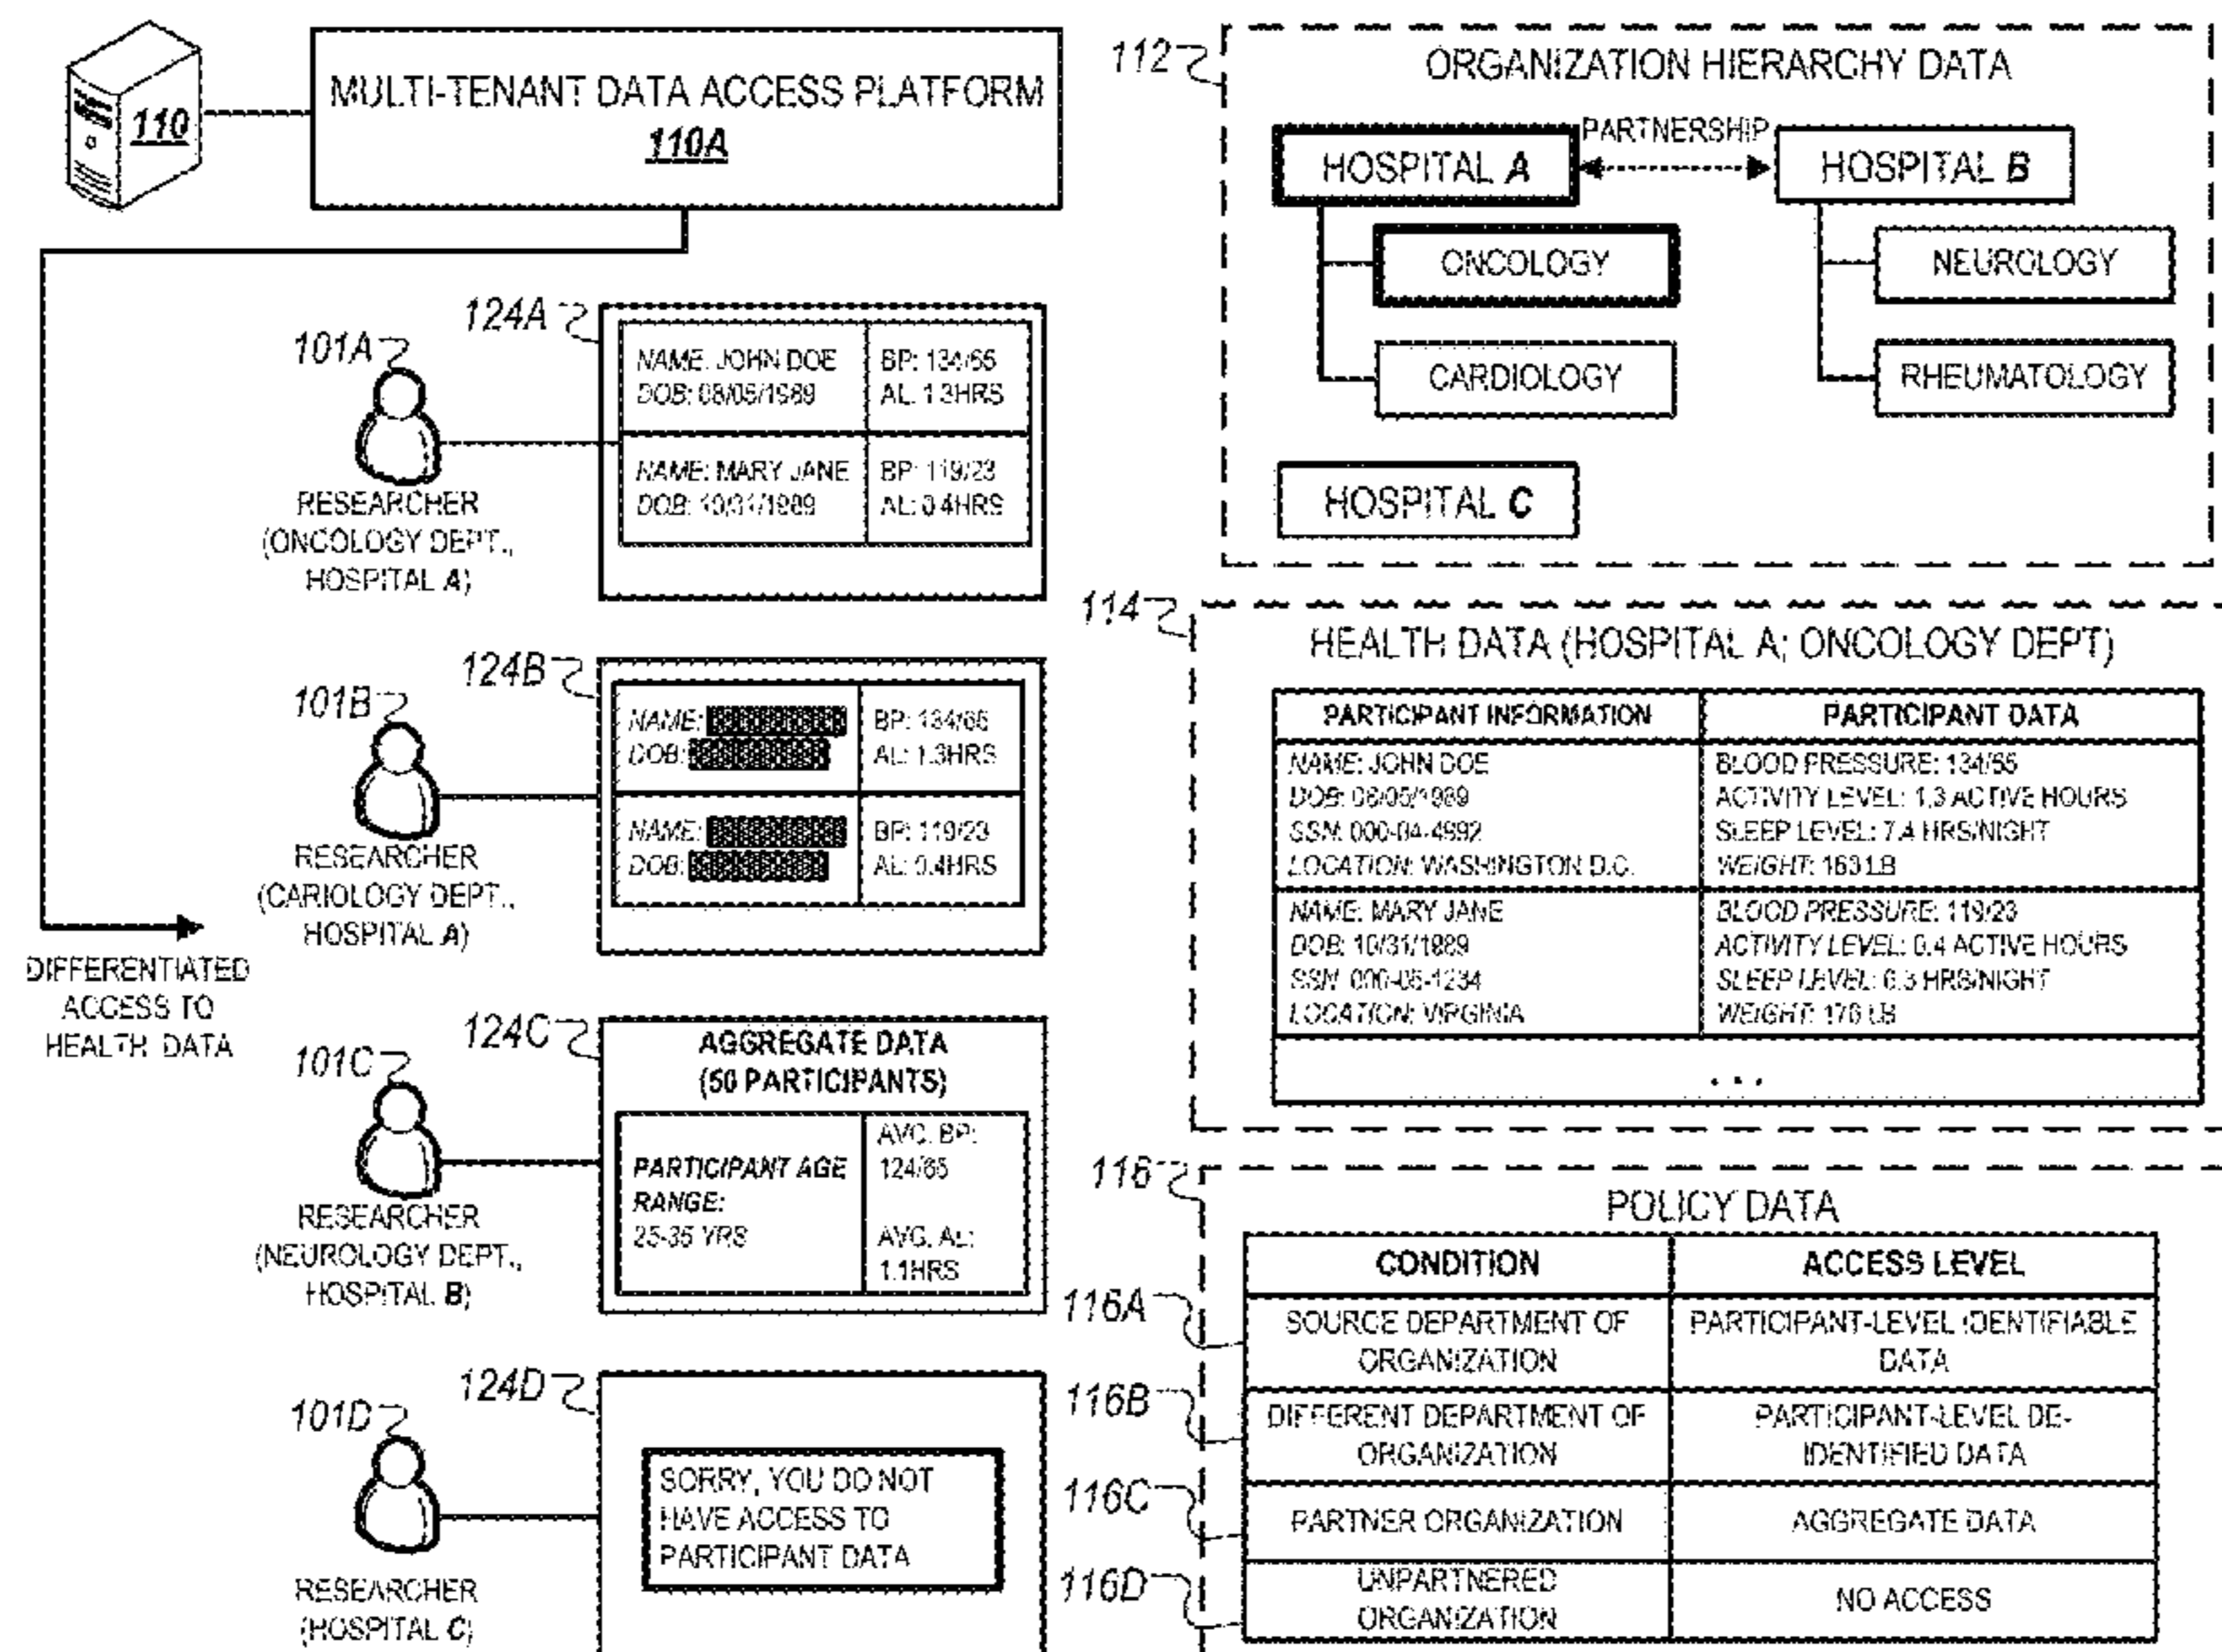 110
MULTI-TENANT DATA ACCESS PLATFORM
110A
124A
101A
NAME: JOHN DOE
DOB: 08/05/1989
BP: 134/65
AL: 1.3HRS
NAME: MARY JANE
DOB: 10/31/1989
BP: 119/23
AL: 0.4HRS
RESEARCHER
(ONCOLOGY DEPT.,
HOSPITAL A)
124B
101B
NAME:
DOB:
BP: 134/65
AL: 1.3HRS
NAME:
DOB:
BP: 119/23
AL: 0.4HRS
RESEARCHER
(CARIOLOGY DEPT.,
HOSPITAL A)
DIFFERENTIATED
ACCESS TO
HEALTH DATA
124C
101C
AGGREGATE DATA
(50 PARTICIPANTS)
PARTICIPANT AGE
RANGE:
25-35 YRS
AVG. BP:
124/65
AVG. AL:
1.1HRS
RESEARCHER
(NEUROLOGY DEPT.,
HOSPITAL B)
124D
101D
SORRY, YOU DO NOT
HAVE ACCESS TO
PARTICIPANT DATA
RESEARCHER
(HOSPITAL C)
112
ORGANIZATION HIERARCHY DATA
HOSPITAL A
PARTNERSHIP
HOSPITAL B
ONCOLOGY
NEUROLOGY
CARDIOLOGY
RHEUMATOLOGY
HOSPITAL C
114
HEALTH DATA (HOSPITAL A; ONCOLOGY DEPT)
PARTICIPANT INFORMATION
PARTICIPANT DATA
NAME: JOHN DOE
DOB: 08/05/1989
SSN: 000-04-4992
LOCATION: WASHINGTON D.C.
BLOOD PRESSURE: 134/65
ACTIVITY LEVEL: 1.3 ACTIVE HOURS
SLEEP LEVEL: 7.4 HRS/NIGHT
WEIGHT: 163 LB
NAME: MARY JANE
DOB: 10/31/1989
SSN: 000-05-1234
LOCATION: VIRGINIA
BLOOD PRESSURE: 119/23
ACTIVITY LEVEL: 0.4 ACTIVE HOURS
SLEEP LEVEL: 6.3 HRS/NIGHT
WEIGHT: 176 LB
...
116
POLICY DATA
CONDITION
ACCESS LEVEL
116A
SOURCE DEPARTMENT OF
ORGANIZATION
PARTICIPANT-LEVEL IDENTIFIABLE
DATA
116B
DIFFERENT DEPARTMENT OF
ORGANIZATION
PARTICIPANT-LEVEL DE-
IDENTIFIED DATA
116C
PARTNER ORGANIZATION
AGGREGATE DATA
116D
UNPARTNERED
ORGANIZATION
NO ACCESS